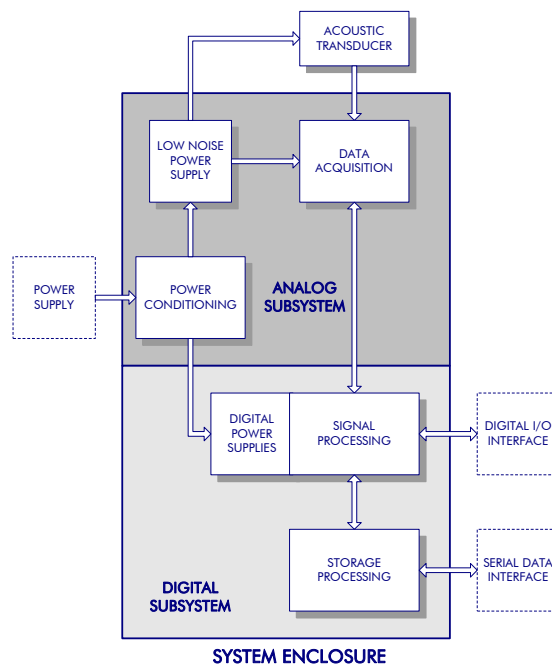 ACOUSTIC
TRANSDUCER
LOW NOISE
POWER
SUPPLY
DATA
ACQUISITION
POWER
SUPPLY
POWER
CONDITIONING
ANALOG
SUBSYSTEM
DIGITAL
POWER
SUPPLIES
SIGNAL
PROCESSING
DIGITAL I/O
INTERFACE
STORAGE
PROCESSING
SERIAL DATA
INTERFACE
DIGITAL
SUBSYSTEM
SYSTEM ENCLOSURE